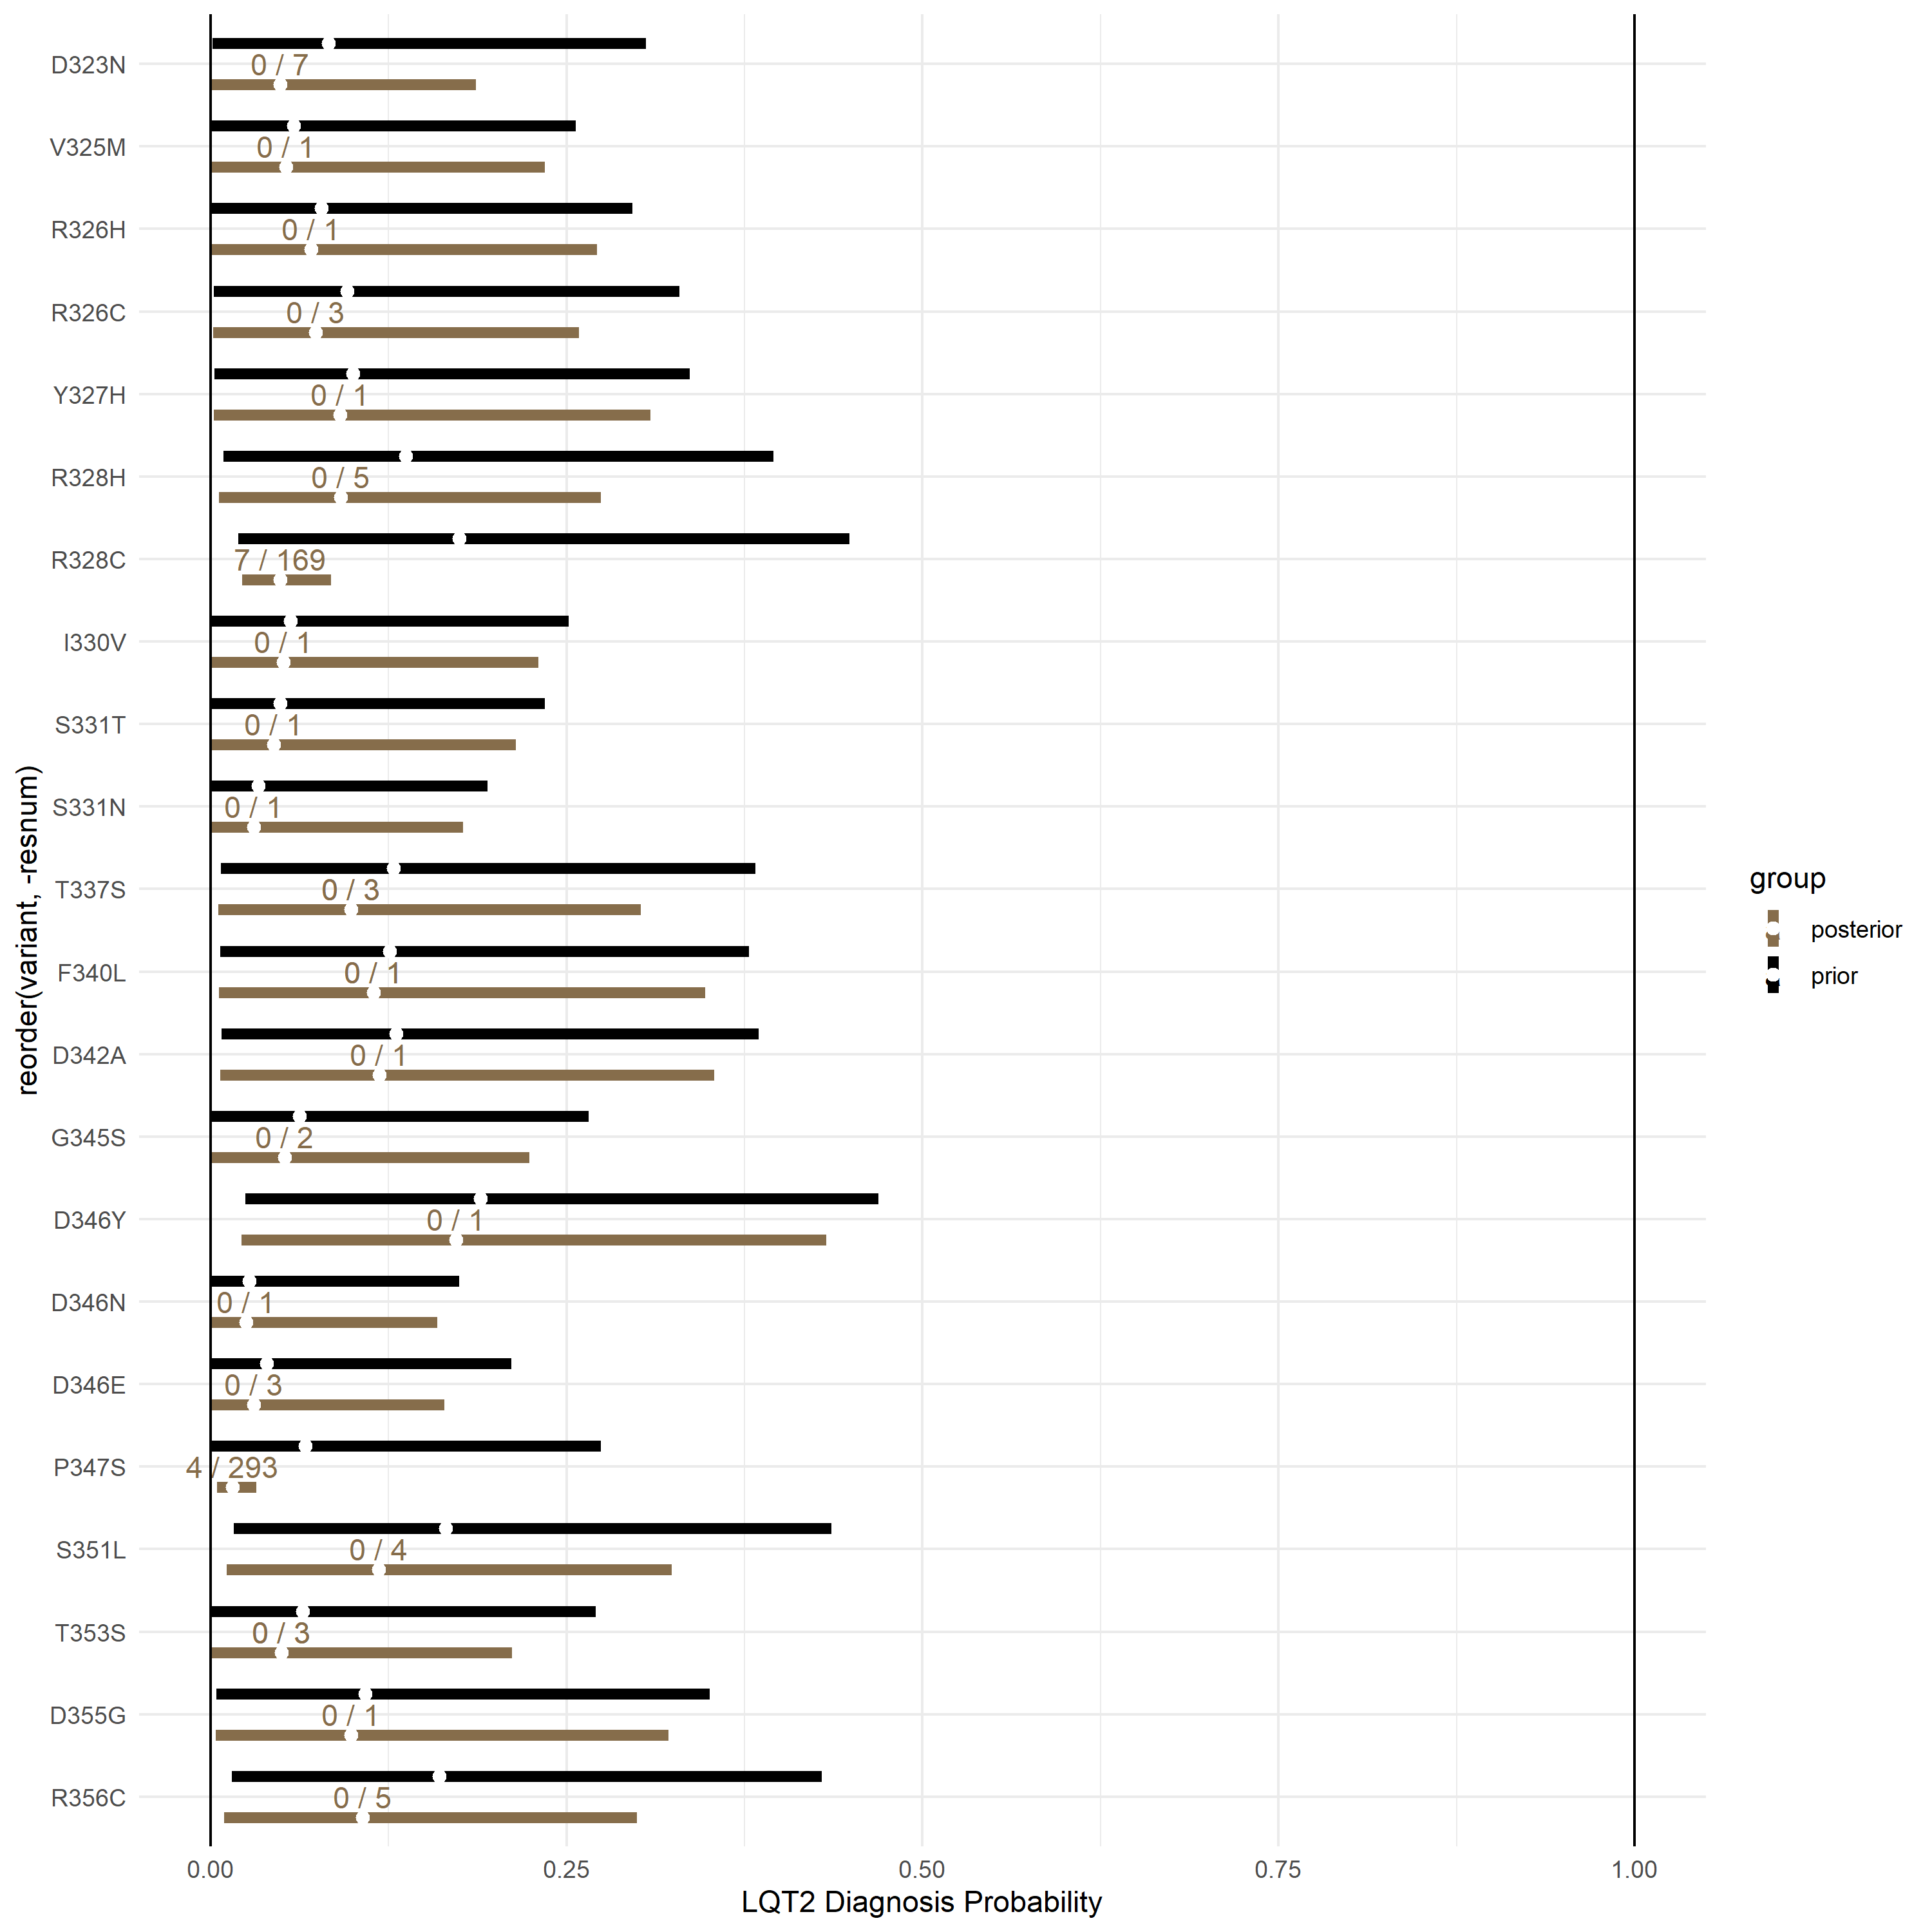 D323N
0 / 7
V325M
0 / 1
R326H
0 / 1
R326C
0 / 3
Y327H
0 / 1
R328H
0 / 5
R328C
7 / 169
I330V
0 / 1
S331T
0 / 1
S331N
0 / 1
T337S
0 / 3
F340L
0 / 1
D342A
0 / 1
G345S
0 / 2
D346Y
0 / 1
D346N
0 / 1
D346E
0 / 3
P347S
4 / 293
S351L
0 / 4
T353S
0 / 3
D355G
0 / 1
R356C
0 / 5
reorder(variant, -resnum)
0.00
0.25
0.50
0.75
1.00
LQT2 Diagnosis Probability
group
posterior
prior